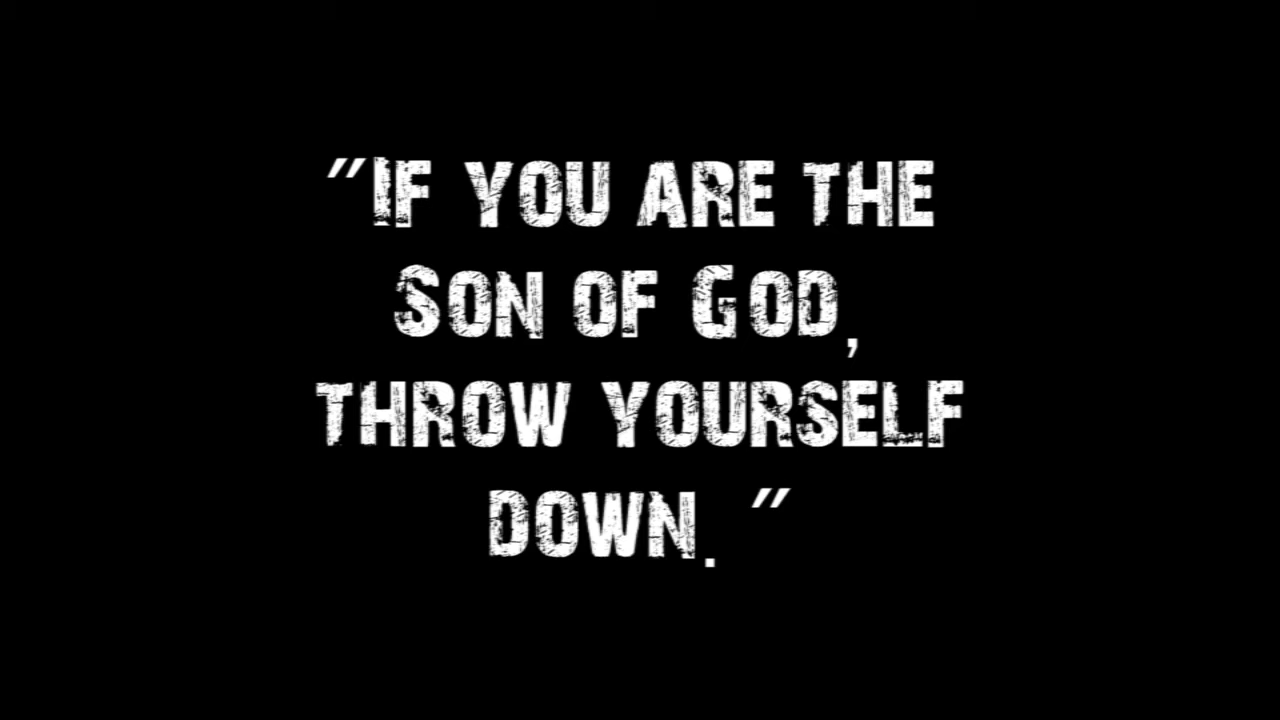 "If you are the
Son of God,
throw yourself
down. "